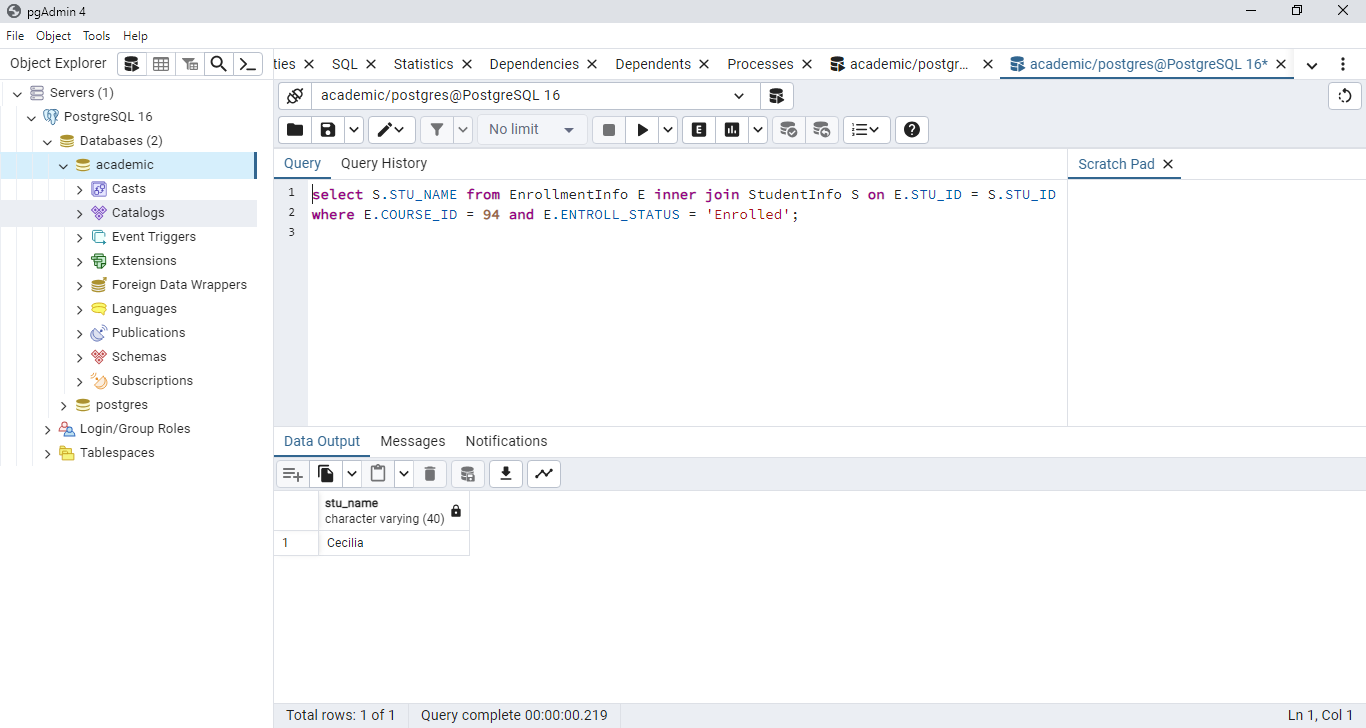 pgAdmin 4
File Object Tools Help
Object Explorer
ties SQL Statistics Dependencies Dependents Processes academic/postgr... academic/postgres@PostgreSQL 16*
Servers (1)
PostgreSQL 16
Databases (2)
academic
Casts
Catalogs
Event Triggers
Extensions
Foreign Data Wrappers
Languages
Publications
Schemas
Subscriptions
postgres
Login/Group Roles
Tablespaces
academic/postgres@PostgreSQL 16
No limit
E
Query Query History
Scratch Pad
1 select S.STU_NAME from EnrollmentInfo E inner join StudentInfo S on E.STU_ID = S.STU_ID
2 where E.COURSE_ID = 94 and E.ENTROLL_STATUS = 'Enrolled';
3
Data Output Messages Notifications
stu_name
character varying (40)
1 Cecilia
Total rows: 1 of 1 Query complete 00:00:00.219 Ln 1, Col 1